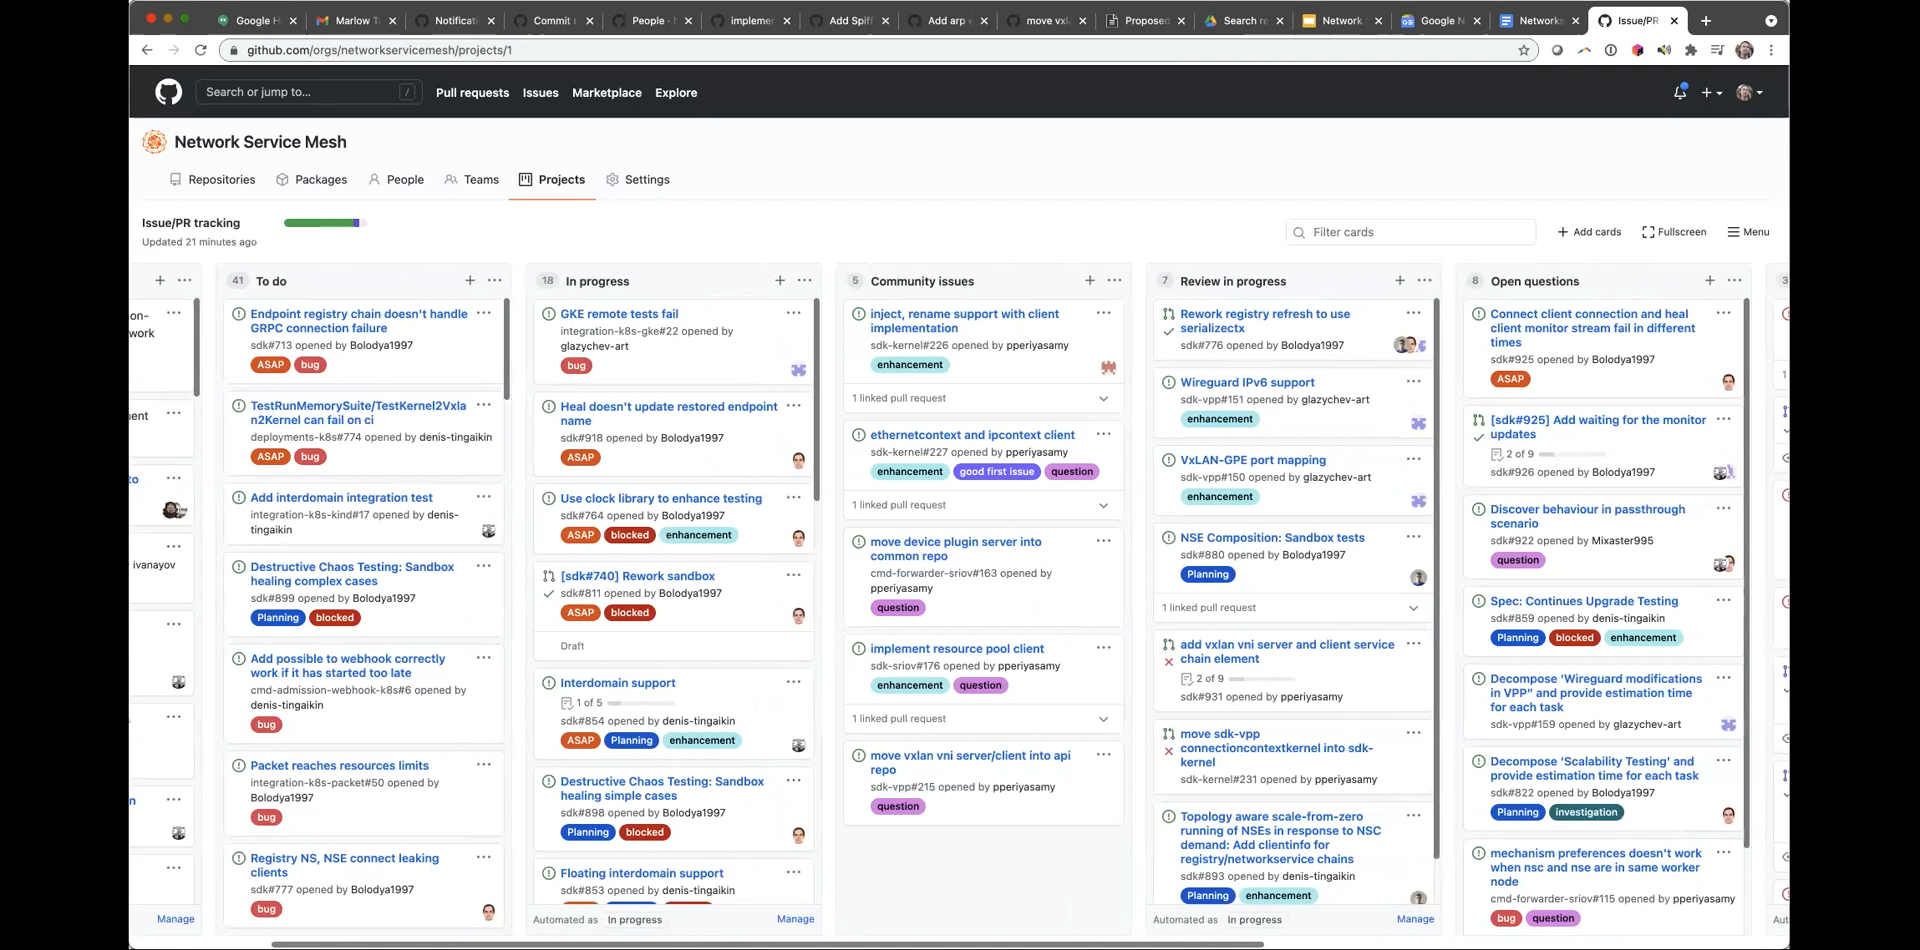 Google H
Marlow T
Notificati
Commit r
People ·
implemen
Add Spiff
Add arp
move vxl
Proposed
Search re
Network
Google N
Networks
Issue/PR
github.com/orgs/networkservicemesh/projects/1
Search or jump to... /
Pull requests Issues Marketplace Explore
Network Service Mesh
Repositories Packages People Teams Projects Settings
Issue/PR tracking
Updated 21 minutes ago
Filter cards
Add cards
Fullscreen
Menu
on-
work
ent
to
ivanayov
n
Manage
41 To do
Endpoint registry chain doesn't handle
GRPC connection failure
sdk#713 opened by Bolodya1997
ASAP bug
TestRunMemorySuite/TestKernel2Vxla
n2Kernel can fail on ci
deployments-k8s#774 opened by denis-tingaikin
ASAP bug
Add interdomain integration test
integration-k8s-kind#17 opened by denis-
tingaikin
Destructive Chaos Testing: Sandbox
healing complex cases
sdk#899 opened by Bolodya1997
Planning blocked
Add possible to webhook correctly
work if it has started too late
cmd-admission-webhook-k8s#6 opened by
denis-tingaikin
bug
Packet reaches resources limits
integration-k8s-packet#50 opened by
Bolodya1997
bug
Registry NS, NSE connect leaking
clients
sdk#777 opened by Bolodya1997
bug
18 In progress
GKE remote tests fail
integration-k8s-gke#22 opened by
glazychev-art
bug
Heal doesn't update restored endpoint
name
sdk#918 opened by Bolodya1997
ASAP
Use clock library to enhance testing
sdk#764 opened by Bolodya1997
ASAP blocked enhancement
[sdk#740] Rework sandbox
sdk#811 opened by Bolodya1997
ASAP blocked
Draft
Interdomain support
1 of 5
sdk#854 opened by denis-tingaikin
ASAP Planning enhancement
Destructive Chaos Testing: Sandbox
healing simple cases
sdk#898 opened by Bolodya1997
Planning blocked
Floating interdomain support
sdk#853 opened by denis-tingaikin
Automated as In progress Manage
5 Community issues
inject, rename support with client
implementation
sdk-kernel#226 opened by pperiyasamy
enhancement
1 linked pull request
ethernetcontext and ipcontext client
sdk-kernel#227 opened by pperiyasamy
enhancement good first issue question
1 linked pull request
move device plugin server into
common repo
cmd-forwarder-sriov#163 opened by
pperiyasamy
question
implement resource pool client
sdk-sriov#176 opened by pperiyasamy
enhancement question
1 linked pull request
move vxlan vni server/client into api
repo
sdk-vpp#215 opened by pperiyasamy
question
7 Review in progress
Rework registry refresh to use
serializectx
sdk#776 opened by Bolodya1997
Wireguard IPv6 support
sdk-vpp#151 opened by glazychev-art
enhancement
VxLAN-GPE port mapping
sdk-vpp#150 opened by glazychev-art
enhancement
NSE Composition: Sandbox tests
sdk#880 opened by Bolodya1997
Planning
1 linked pull request
add vxlan vni server and client service
chain element
2 of 9
sdk#931 opened by pperiyasamy
move sdk-vpp
connectioncontextkernel into sdk-
kernel
sdk-kernel#231 opened by pperiyasamy
Topology aware scale-from-zero
running of NSEs in response to NSC
demand: Add clientinfo for
registry/networkservice chains
sdk#893 opened by denis-tingaikin
Planning enhancement
Automated as In progress Manage
8 Open questions
Connect client connection and heal
client monitor stream fail in different
times
sdk#925 opened by Bolodya1997
ASAP
[sdk#925] Add waiting for the monitor
updates
2 of 9
sdk#926 opened by Bolodya1997
Discover behaviour in passthrough
scenario
sdk#922 opened by Mixaster995
question
Spec: Continues Upgrade Testing
sdk#859 opened by denis-tingaikin
Planning blocked enhancement
Decompose 'Wireguard modifications
in VPP" and provide estimation time
for each task
sdk-vpp#159 opened by glazychev-art
Decompose 'Scalability Testing' and
provide estimation time for each task
sdk#822 opened by Bolodya1997
Planning investigation
mechanism preferences doesn't work
when nsc and nse are in same worker
node
cmd-forwarder-sriov#115 opened by pperiyasamy
bug question
3
1
Aut